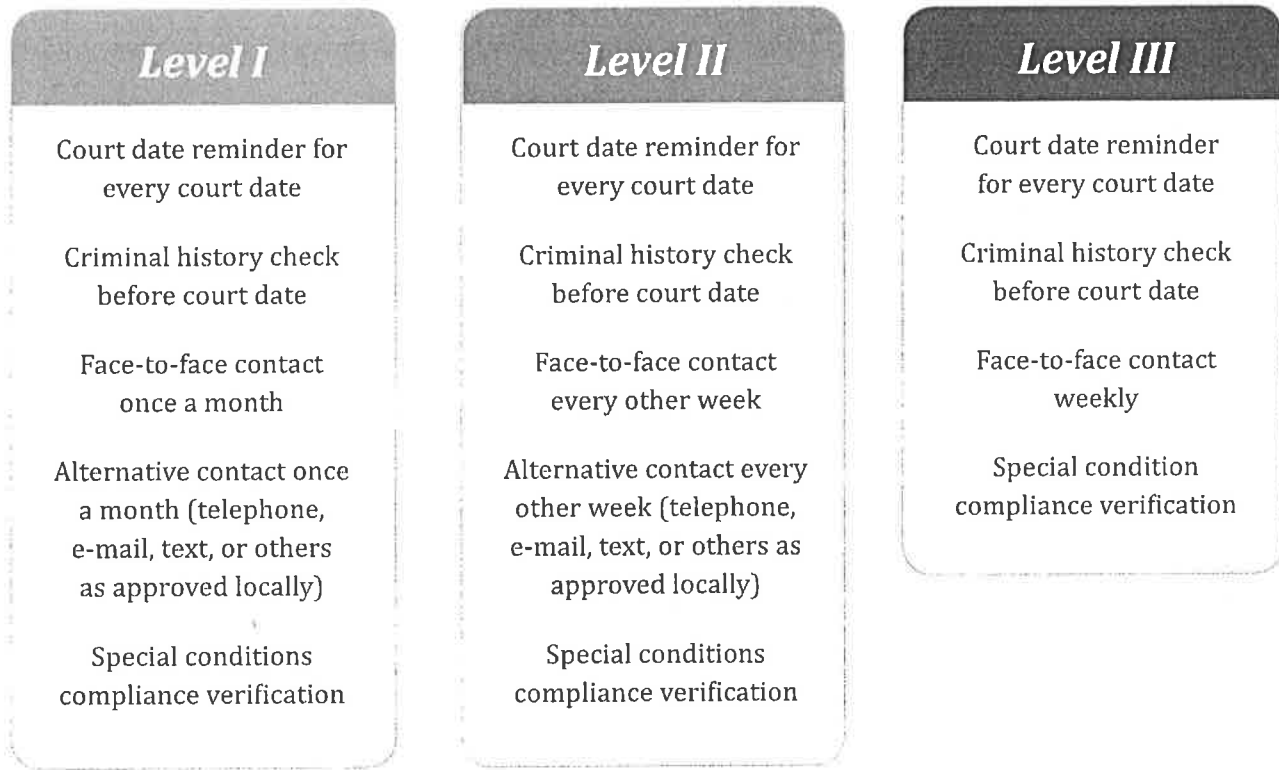 Level I
Court date reminder for
every court date
Criminal history check
before court date
Face-to-face contact
once a month
Alternative contact once
a month (telephone,
e-mail, text, or others
as approved locally)
Special conditions
compliance verification
Level II
Court date reminder for
every court date
Criminal history check
before court date
Face-to-face contact
every other week
Alternative contact every
other week (telephone,
e-mail, text, or others as
approved locally)
Special conditions
compliance verification
Level III
Court date reminder
for every court date
Criminal history check
before court date
Face-to-face contact
weekly
Special condition
compliance verification